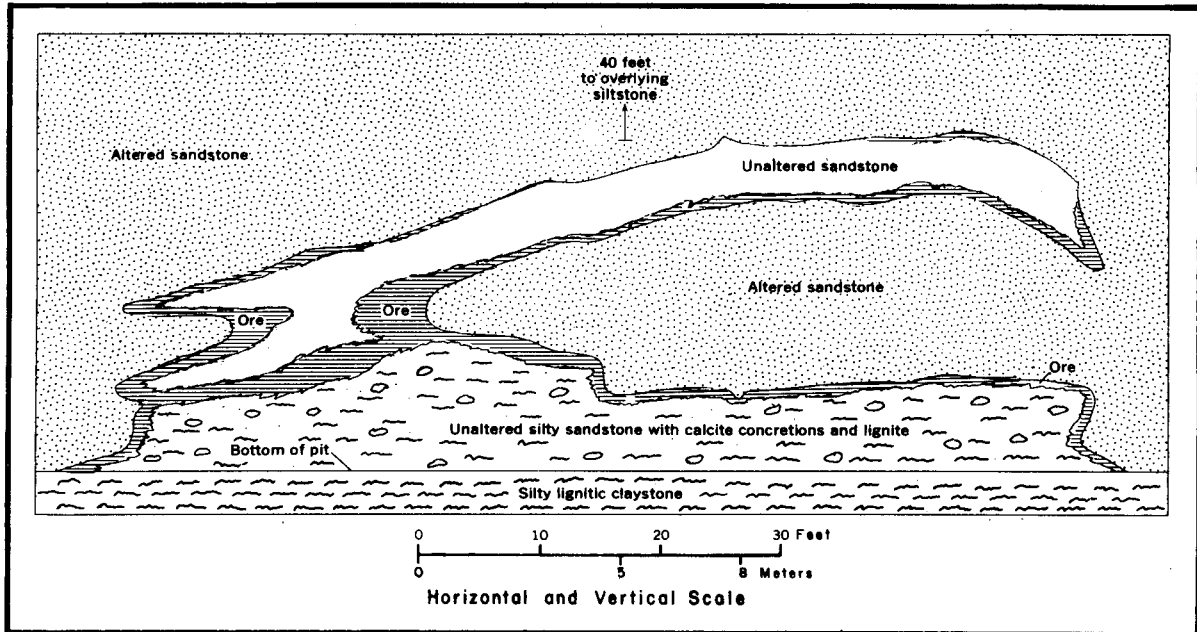 40 feet
to overlying
siltstone
Altered sandstone
Unaltered sandstone
Altered sandstone
Ore
Ore
Ore
Unaltered silty sandstone with calcite concretions and lignite
Bottom of pit
Silty lignitic claystone
0 10 20 30 Feet
0 5 8 Meters
Horizontal and Vertical Scale